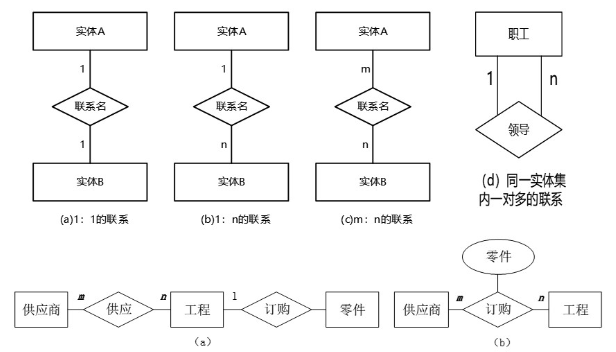 实体A
实体A
实体A
职工
1
1
m
1
n
联系名
联系名
联系名
领导
1
n
n
实体B
实体B
实体B
(d) 同一实体集
内一对多的联系
(a)1：1的联系
(b)1：n的联系
(c)m：n的联系
零件
供应商
m
供应
n
工程
1
订购
零件
供应商
m
订购
n
工程
(a)
(b)